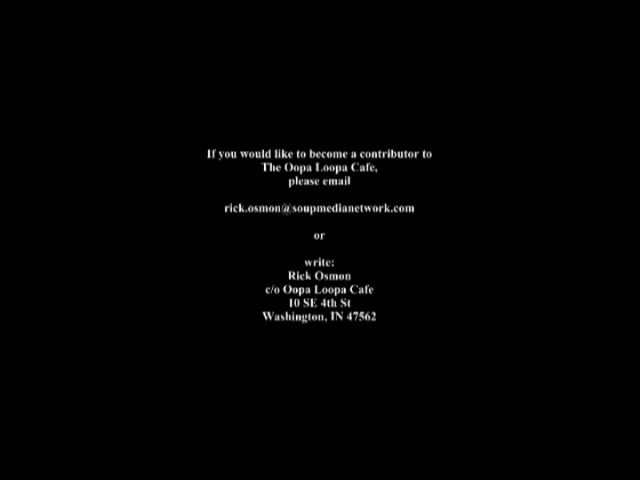 If you would like to become a contributor to
The Oopa Loopa Cafe,
please email
rick.osmon@soupmedianetwork.com
or
write:
Rick Osmon
c/o Oopa Loopa Cafe
10 SE 4th St
Washington, IN 47562